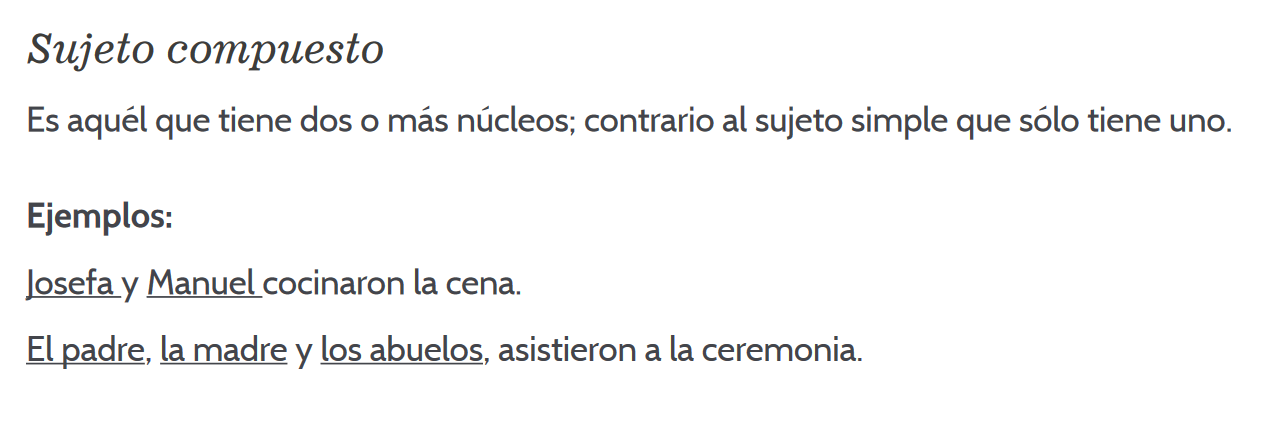 Sujeto compuesto
Es aquél que tiene dos o más núcleos; contrario al sujeto simple que sólo tiene uno.
Ejemplos:
Josefa y Manuel cocinaron la cena.
El padre, la madre y los abuelos, asistieron a la ceremonia.